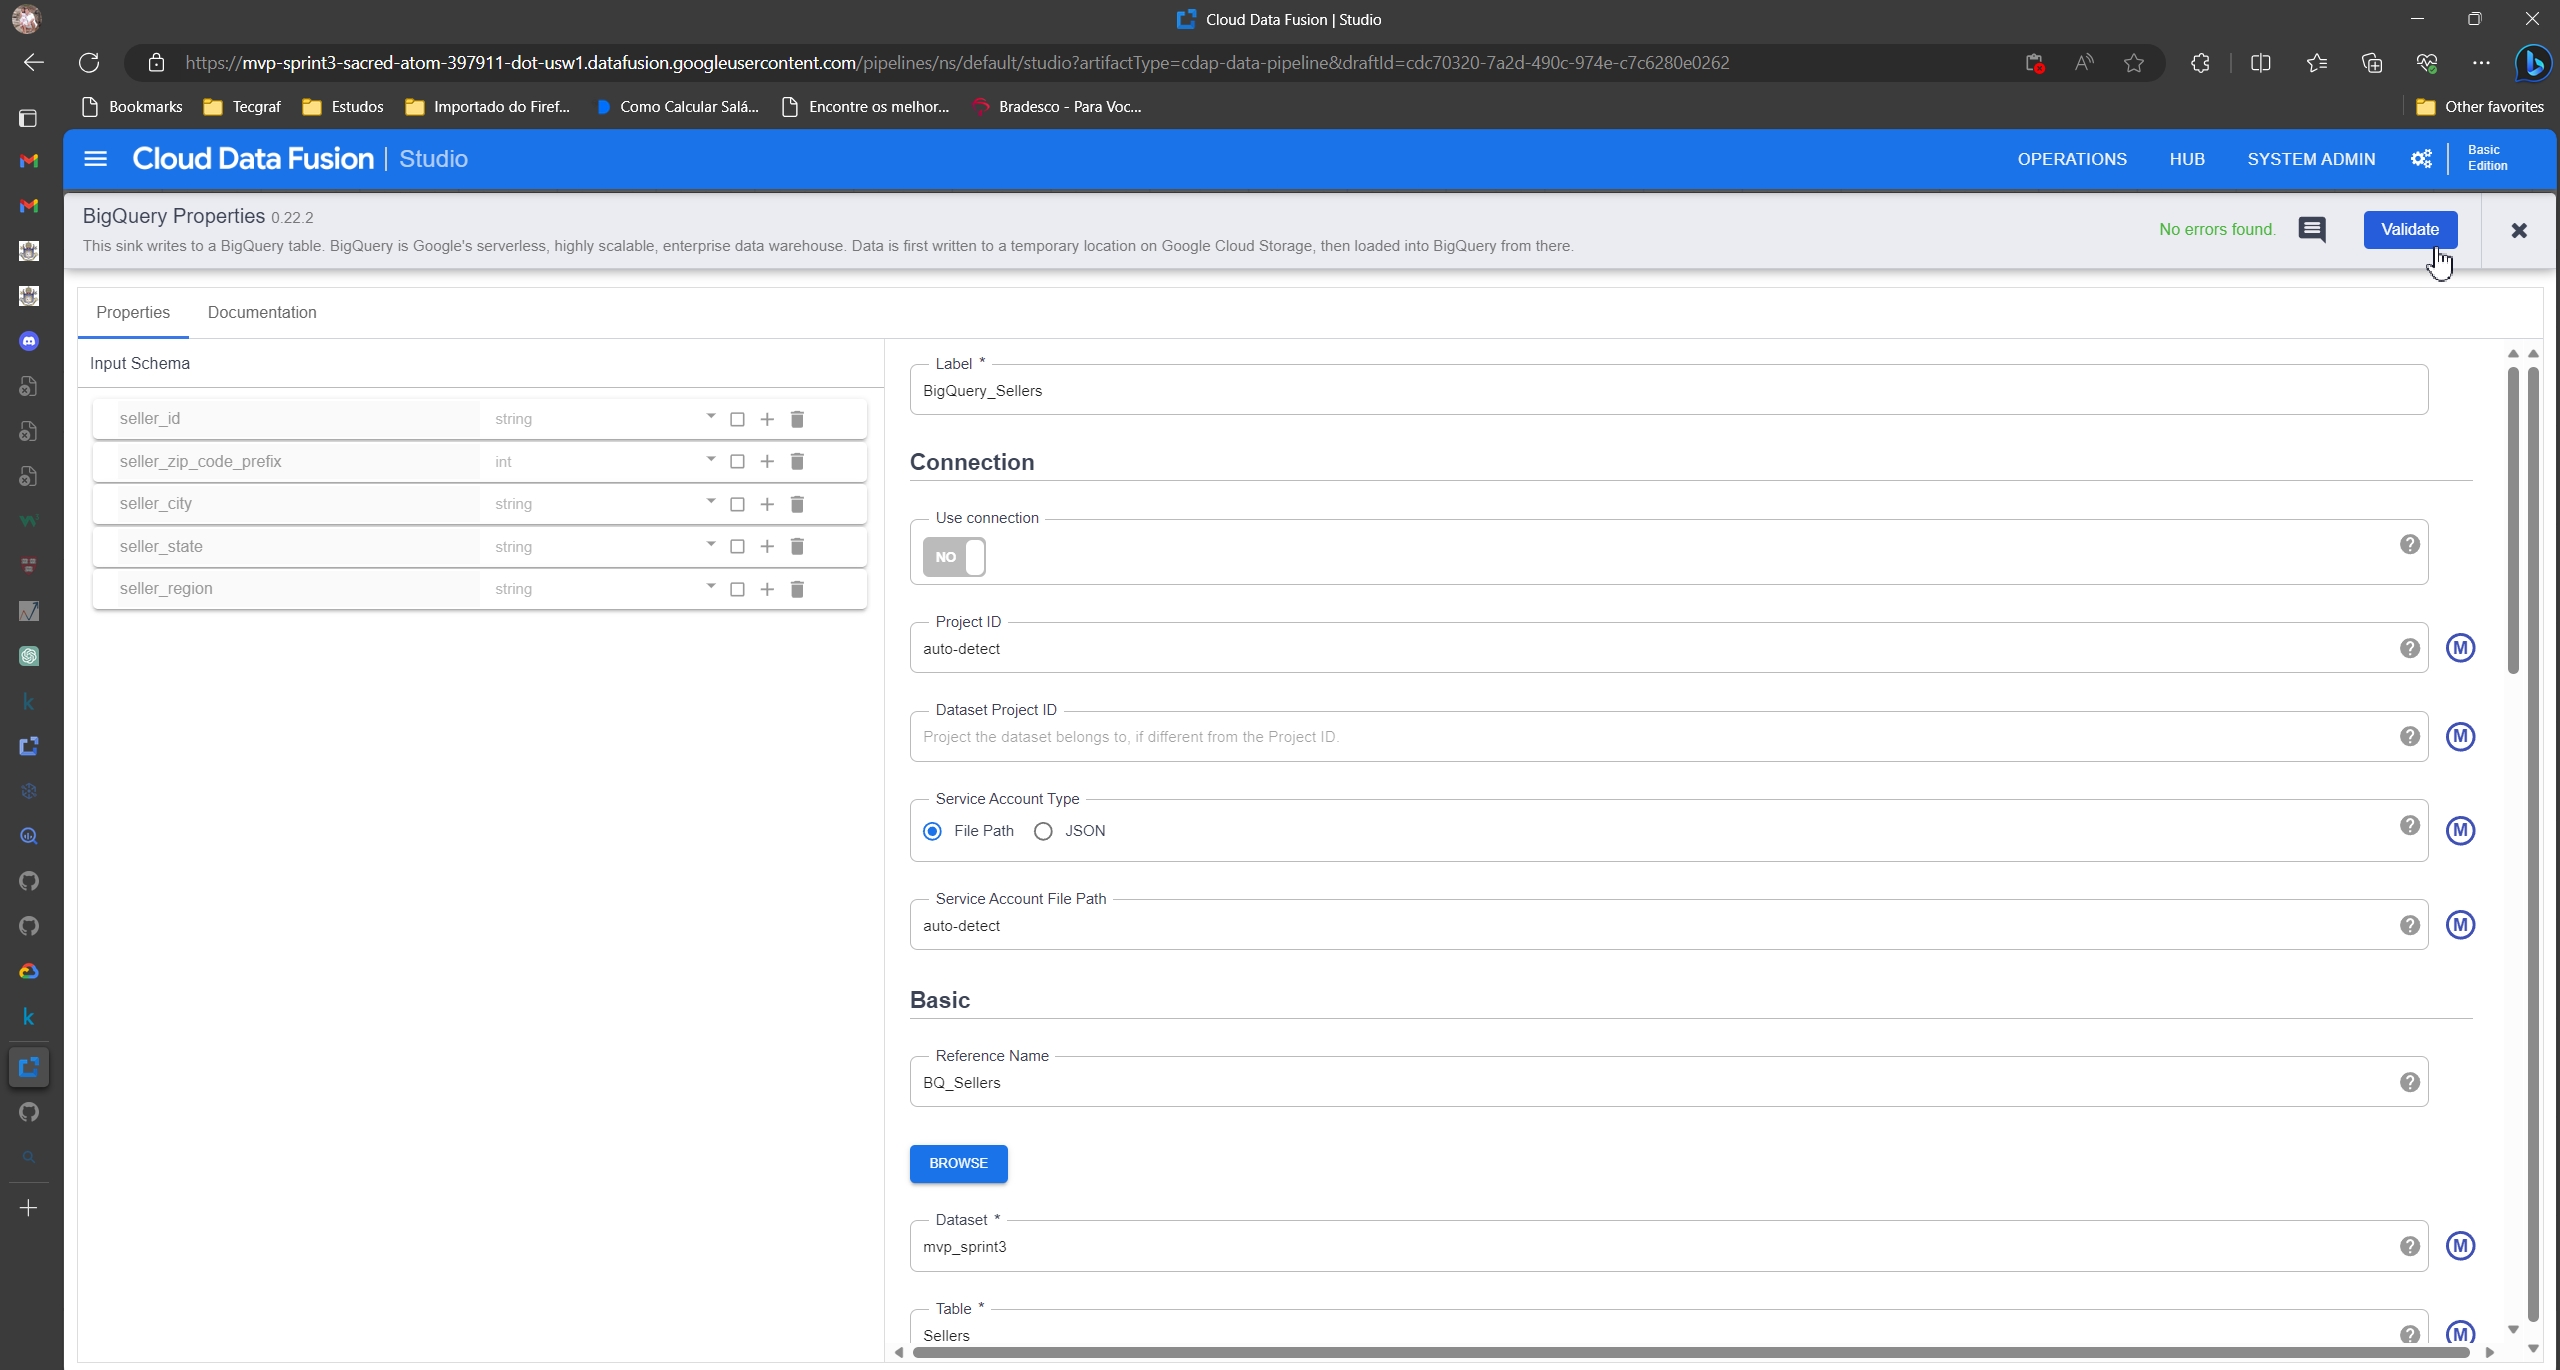 Cloud Data Fusion | Studio
https://mvp-sprint3-sacred-atom-397911-dot-usw1.datafusion.googleusercontent.com/pipelines/ns/default/studio?artifactType=cdap-data-pipeline&draftId=cdc70320-7a2d-490c-974e-c7c6280e0262
Bookmarks Tecgraf Estudos Importado do Firef... Como Calcular Salá... Encontre os melhor... Bradesco - Para Voc... Other favorites
Cloud Data Fusion | Studio OPERATIONS HUB SYSTEM ADMIN Basic
Edition
BigQuery Properties 0.22.2
This sink writes to a BigQuery table. BigQuery is Google's serverless, highly scalable, enterprise data warehouse. Data is first written to a temporary location on Google Cloud Storage, then loaded into BigQuery from there.
No errors found. Validate
Properties Documentation
Input Schema
seller_id string
seller_zip_code_prefix int
seller_city string
seller_state string
seller_region string
Label *
BigQuery_Sellers
Connection
Use connection
NO
Project ID
auto-detect
M
Dataset Project ID
Project the dataset belongs to, if different from the Project ID.
M
Service Account Type
File Path JSON
M
Service Account File Path
auto-detect
M
Basic
Reference Name
BQ_Sellers
BROWSE
Dataset *
mvp_sprint3
M
Table *
Sellers
M